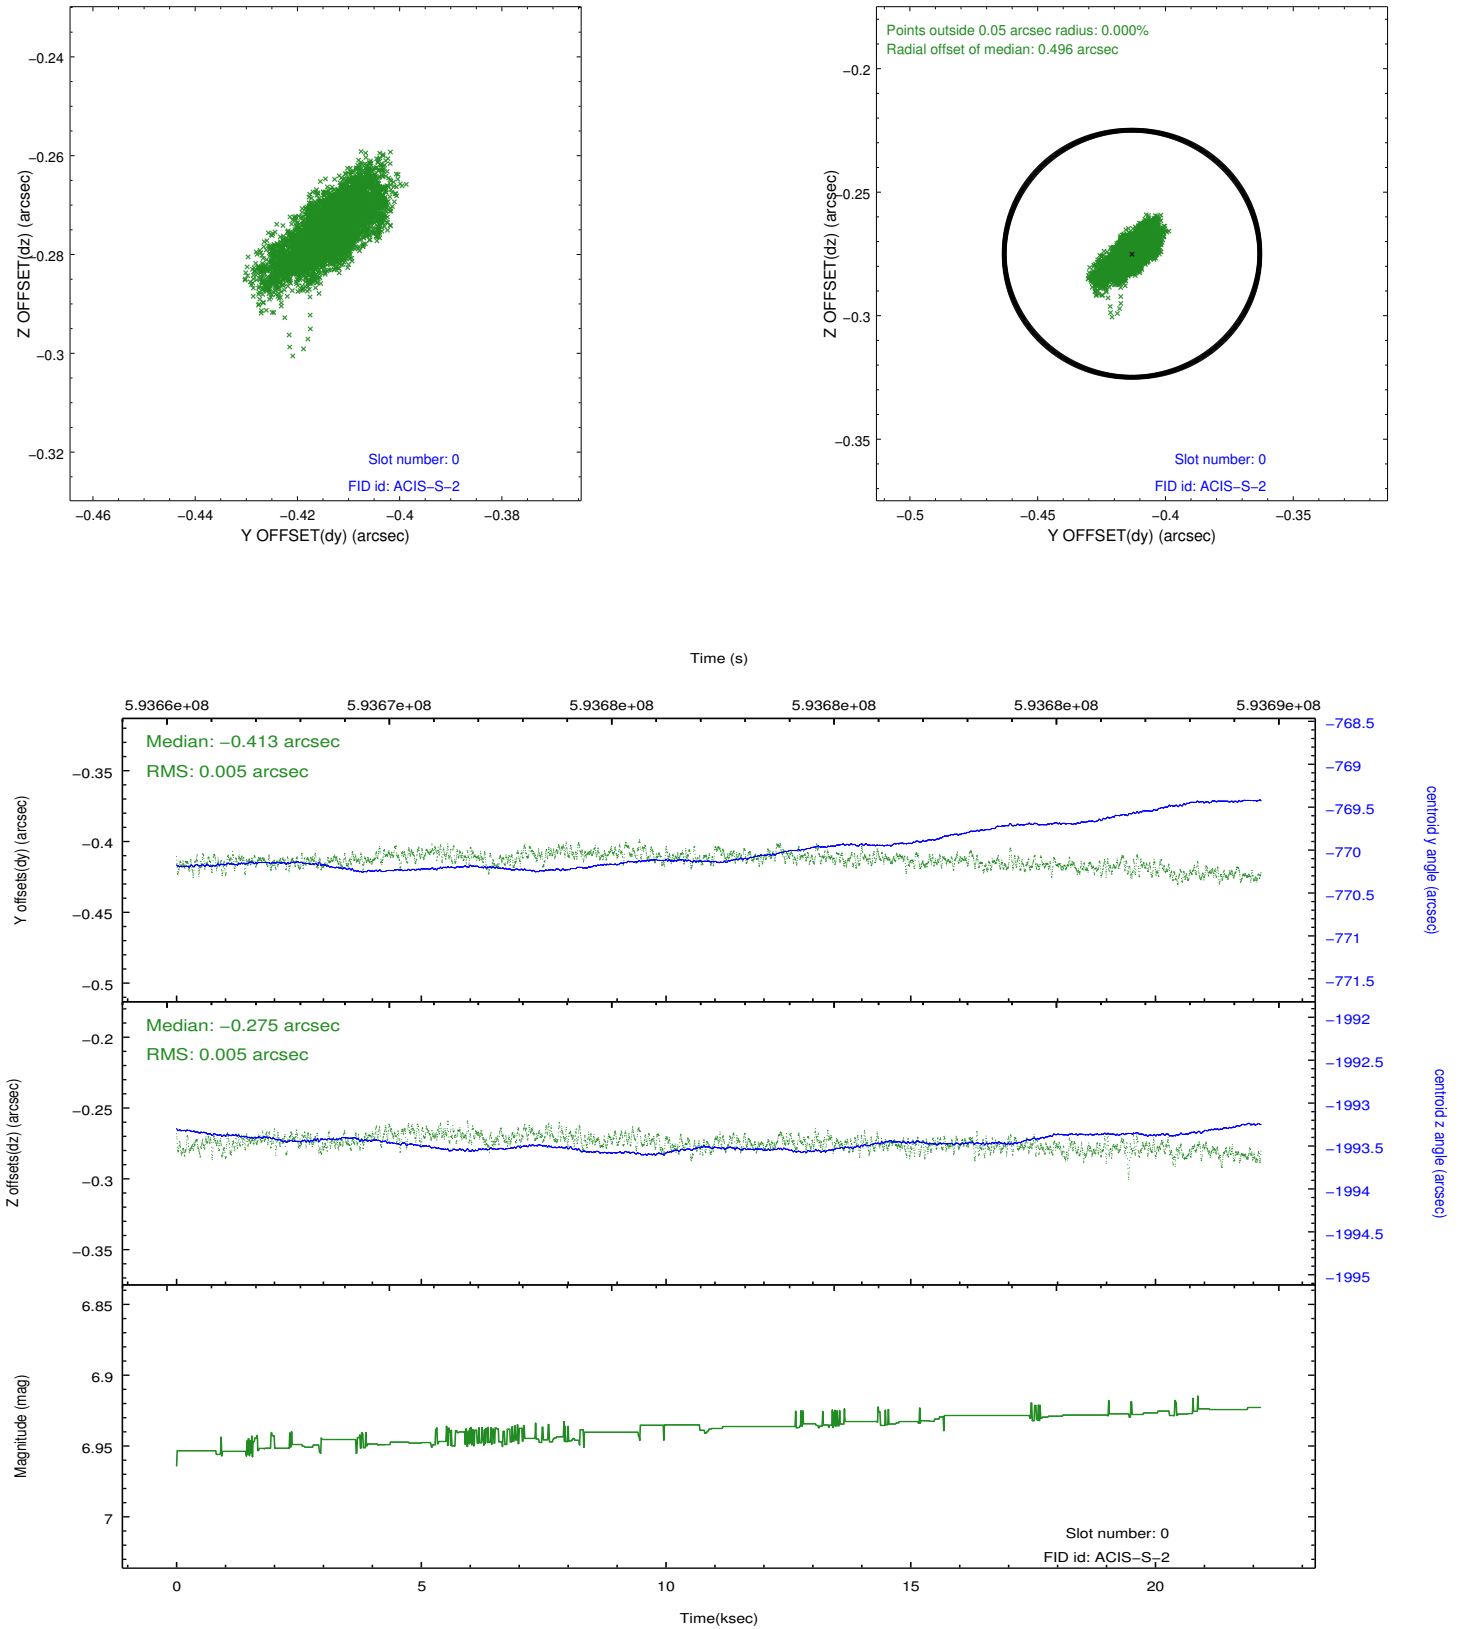 −0.24
−0.26
−0.28
−0.3
−0.32
Z OFFSET(dz) (arcsec)
Slot number: 0
FID id: ACIS−S−2
−0.46 −0.44 −0.42 −0.4 −0.38
Y OFFSET(dy) (arcsec)
Points outside 0.05 arcsec radius: 0.000%
Radial offset of median: 0.496 arcsec
−0.2
−0.25
−0.3
−0.35
Z OFFSET(dz) (arcsec)
Slot number: 0
FID id: ACIS−S−2
−0.5 −0.45 −0.4 −0.35
Y OFFSET(dy) (arcsec)
Time (s)
5.9366e+08 5.9367e+08 5.9368e+08 5.9368e+08 5.9368e+08 5.9369e+08
Median: −0.413 arcsec
RMS: 0.005 arcsec
−0.35
−0.4
−0.45
−0.5
Y offsets(dy) (arcsec)
−768.5
−769
−769.5
−770
−770.5
−771
−771.5
centroid y angle (arcsec)
Median: −0.275 arcsec
RMS: 0.005 arcsec
−0.2
−0.25
−0.3
−0.35
Z offsets(dz) (arcsec)
−1992
−1992.5
−1993
−1993.5
−1994
−1994.5
−1995
centroid z angle (arcsec)
6.85
6.9
6.95
7
Magnitude (mag)
Slot number: 0
FID id: ACIS−S−2
0 5 10 15 20
Time(ksec)